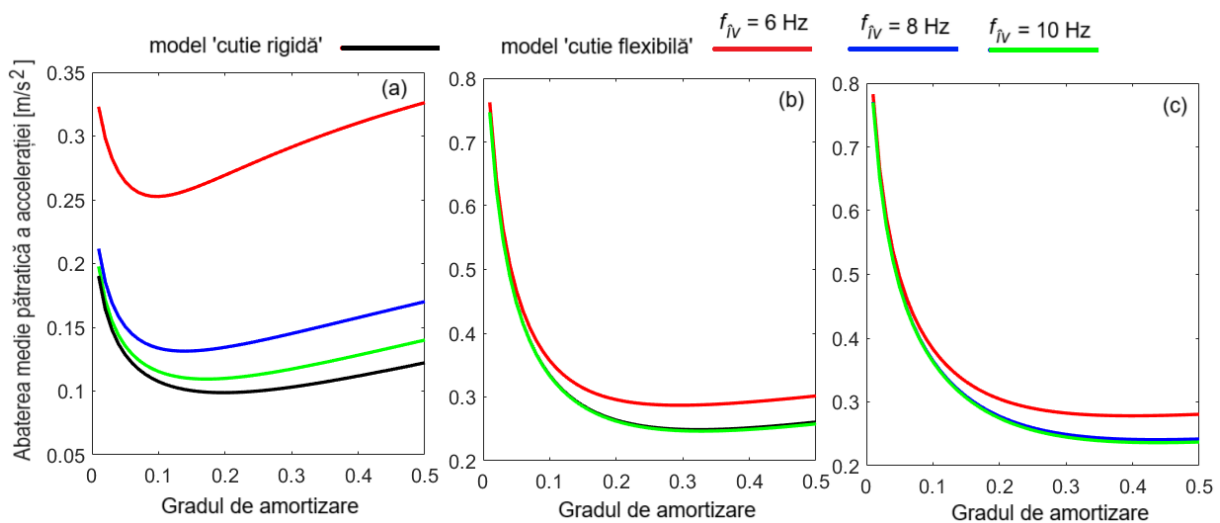 model 'cutie rigidă' model 'cutie flexibilă' fîv = 6 Hz fîv = 8 Hz fîv = 10 Hz
Abaterea medie pătratică a accelerației [m/s²]
0.35
0.3
0.25
0.2
0.15
0.1
0.05
(a)
0 0.1 0.2 0.3 0.4 0.5
Gradul de amortizare
0.8
0.7
0.6
0.5
0.4
0.3
0.2
(b)
0 0.1 0.2 0.3 0.4 0.5
Gradul de amortizare
0.8
0.7
0.6
0.5
0.4
0.3
0.2
(c)
0 0.1 0.2 0.3 0.4 0.5
Gradul de amortizare